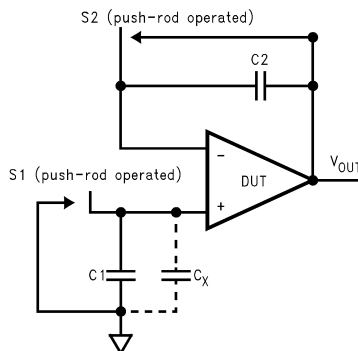 S2 (push-rod operated)
C2
-
DUT
V_OUT
S1 (push-rod operated)
+
C1
C_X